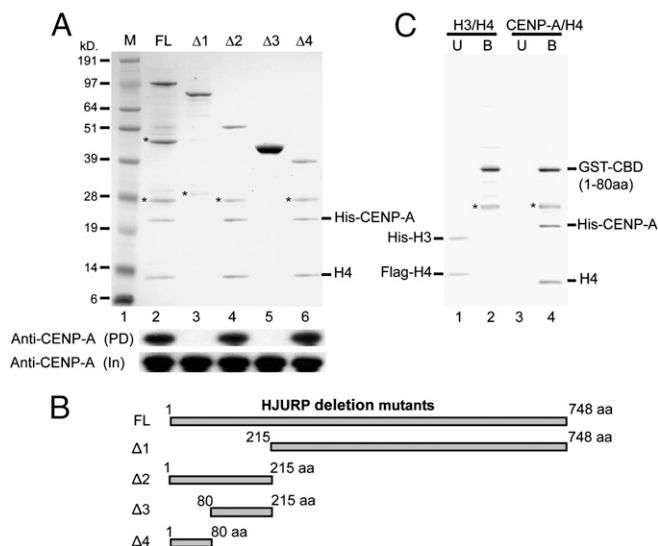 A
kD. M FL Δ1 Δ2 Δ3 Δ4
191
97
64
51
*
39
28
* * * *
19
His-CENP-A
14
H4
6
1 2 3 4 5 6
Anti-CENP-A (PD)
Anti-CENP-A (In)
C
H3/H4 CENP-A/H4
U B U B
GST-CBD
(1-80aa)
* *
His-CENP-A
His-H3
Flag-H4
H4
1 2 3 4
B
HJURP deletion mutants
FL 1 748 aa
Δ1 215 748 aa
Δ2 1 215 aa
Δ3 80 215 aa
Δ4 1 80 aa